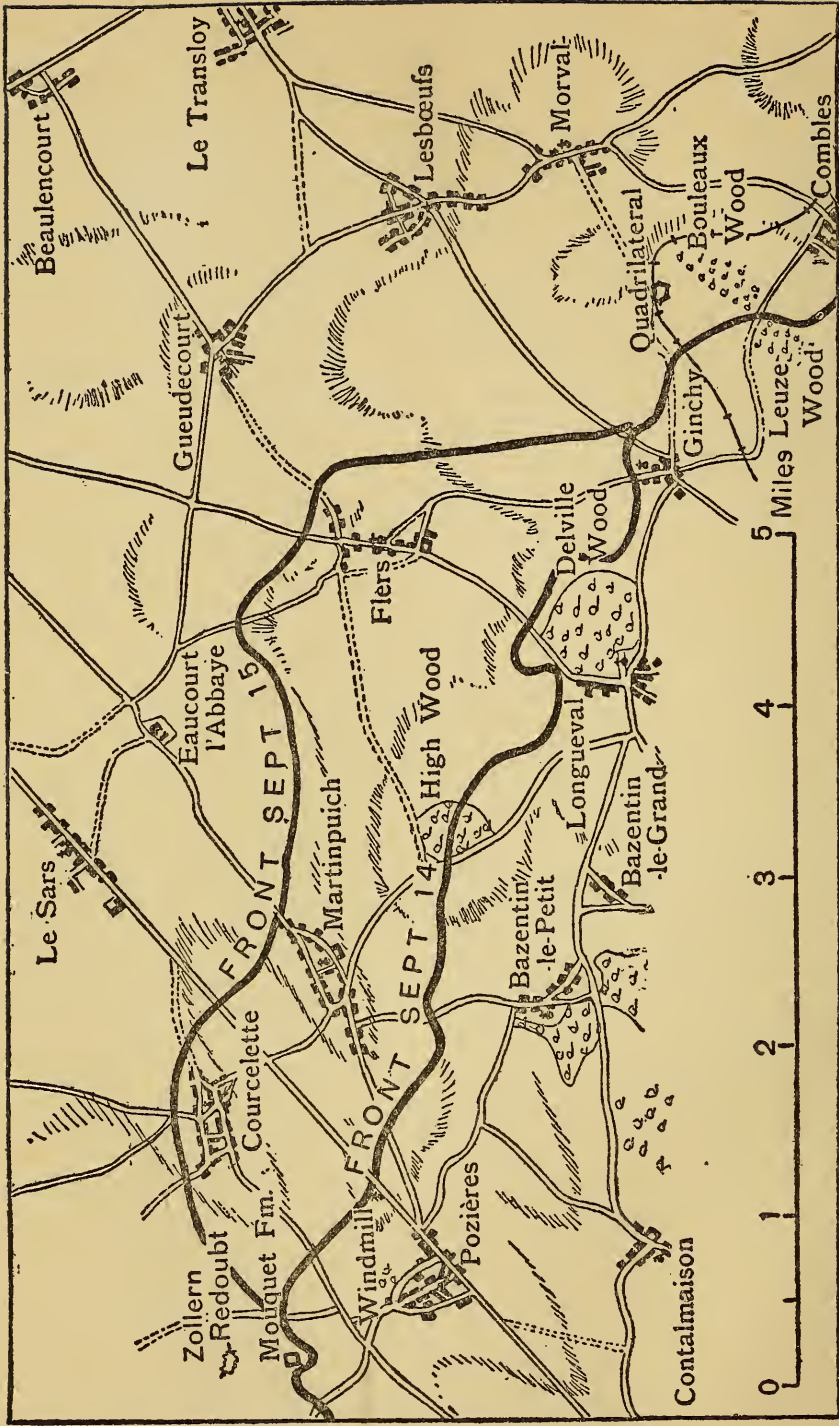 Le Sars
Beaulencourt
Zollern
Redoubt
Eaucourt
l'Abbaye
Gueudecourt
Le Transloy
Mouquet Fm.
Courcelette
FRONT SEPT 15
Martinpuich
Flers
Lesbœufs
Windmill
FRONT SEPT 14
High Wood
Pozières
Bazentin
-le-Petit
Longueval
Delville
Wood
Morval
Quadrilateral
Ginchy
Bouleaux
Wood
Bazentin
-le-Grand
Contalmaison
Leuze
Wood
Combles
0 1 2 3 4 5 Miles